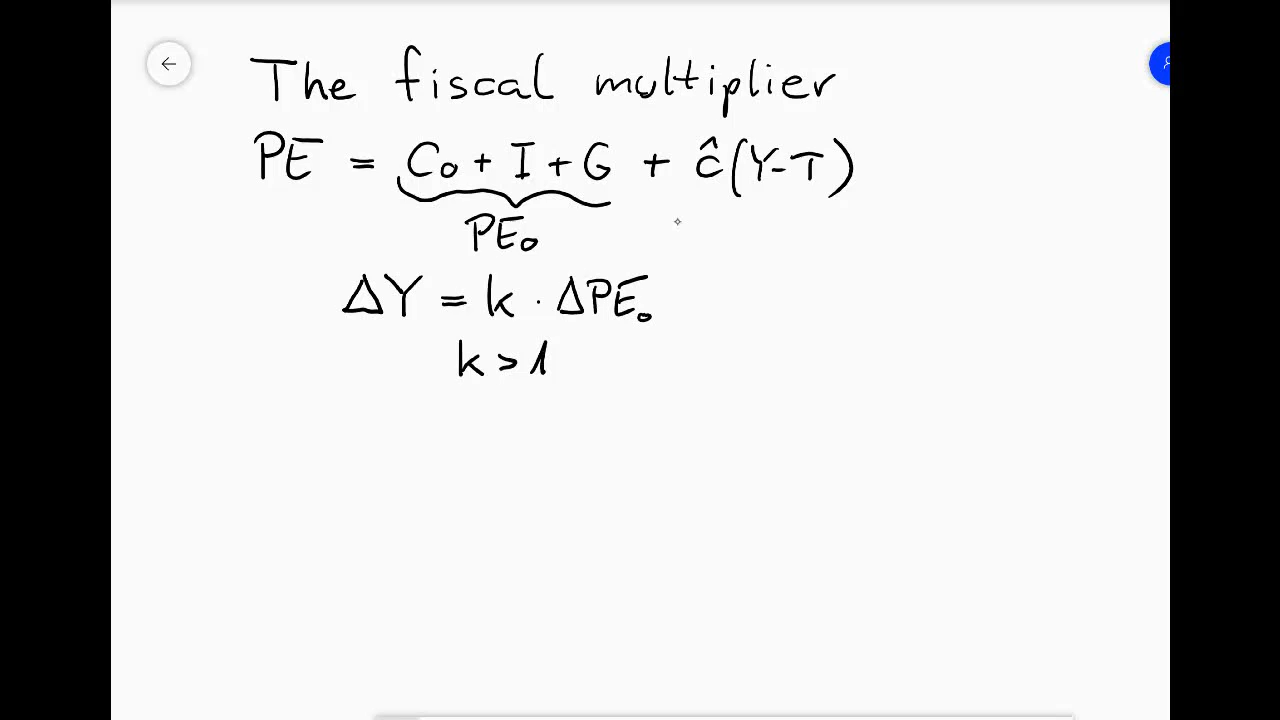 The fiscal multiplier
PE = C₀ + I + G + ĉ(Y-T)
PE₀
ΔY = k · ΔPE₀
k > 1